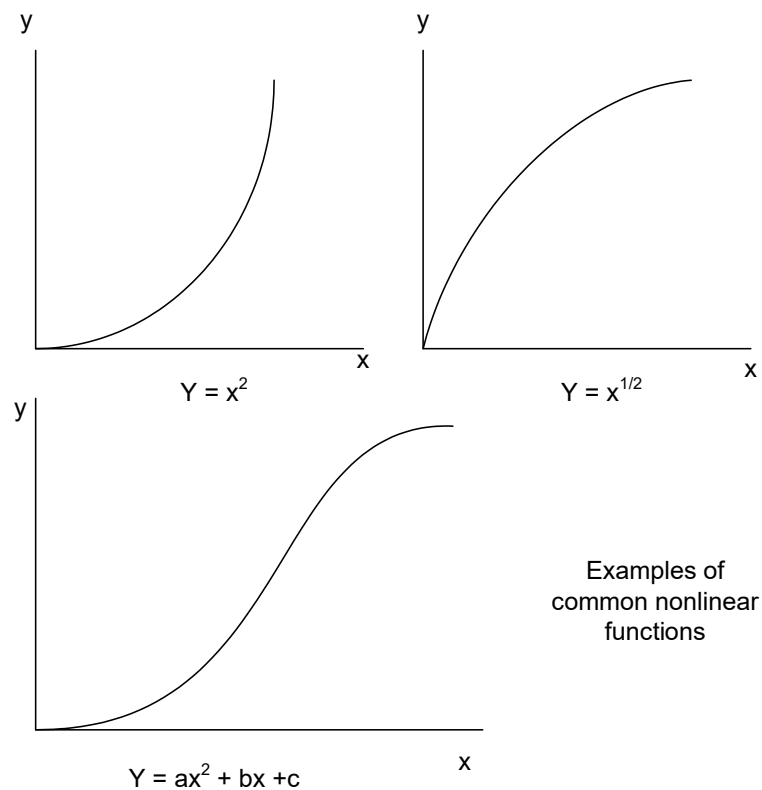 y
y
x
x
Y = x²
Y = x¹/²
y
Examples of
common nonlinear
functions
x
Y = ax² + bx +c